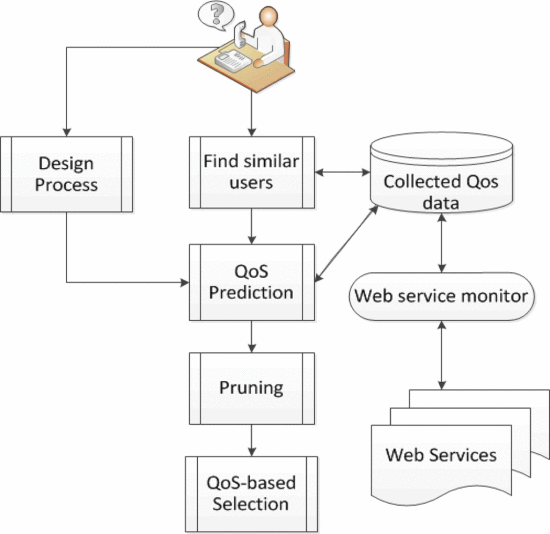 ?
Design
Process
Find similar
users
Collected Qos
data
QoS
Prediction
Web service monitor
Pruning
Web Services
QoS-based
Selection